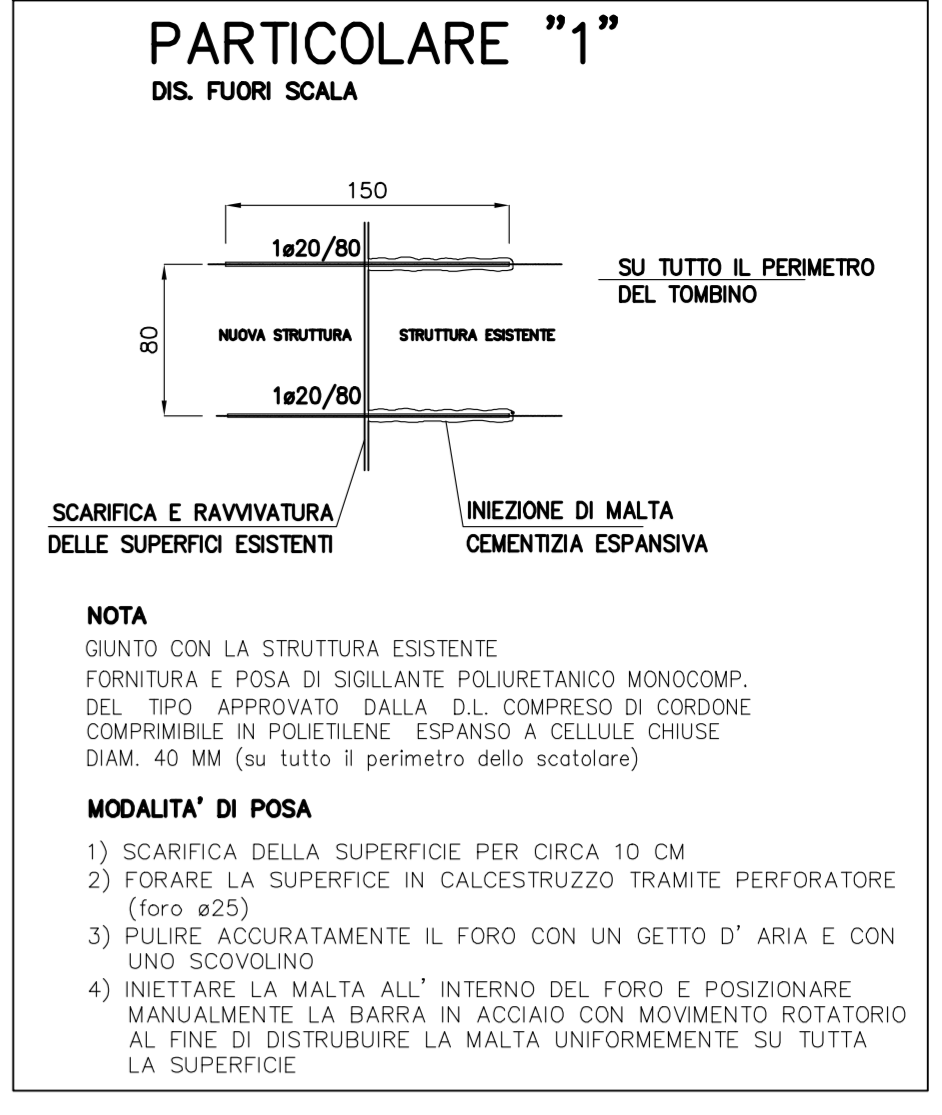 PARTICOLARE "1"
DIS. FUORI SCALA
150
1ø20/80
SU TUTTO IL PERIMETRO
DEL TOMBINO
80
NUOVA STRUTTURA
STRUTTURA ESISTENTE
1ø20/80
SCARIFICA E RAVVIVATURA
DELLE SUPERFICI ESISTENTI
INIEZIONE DI MALTA
CEMENTIZIA ESPANSIVA
NOTA
GIUNTO CON LA STRUTTURA ESISTENTE
FORNITURA E POSA DI SIGILLANTE POLIURETANICO MONOCOMP.
DEL TIPO APPROVATO DALLA D.L. COMPRESO DI CORDONE
COMPRIMIBILE IN POLIETILENE ESPANSO A CELLULE CHIUSE
DIAM. 40 MM (su tutto il perimetro dello scatolare)
MODALITA' DI POSA
1) SCARIFICA DELLA SUPERFICIE PER CIRCA 10 CM
2) FORARE LA SUPERFICE IN CALCESTRUZZO TRAMITE PERFORATORE
(foro ø25)
3) PULIRE ACCURATAMENTE IL FORO CON UN GETTO D' ARIA E CON
UNO SCOVOLINO
4) INIETTARE LA MALTA ALL' INTERNO DEL FORO E POSIZIONARE
MANUALMENTE LA BARRA IN ACCIAIO CON MOVIMENTO ROTATORIO
AL FINE DI DISTRUBUIRE LA MALTA UNIFORMEMENTE SU TUTTA
LA SUPERFICIE